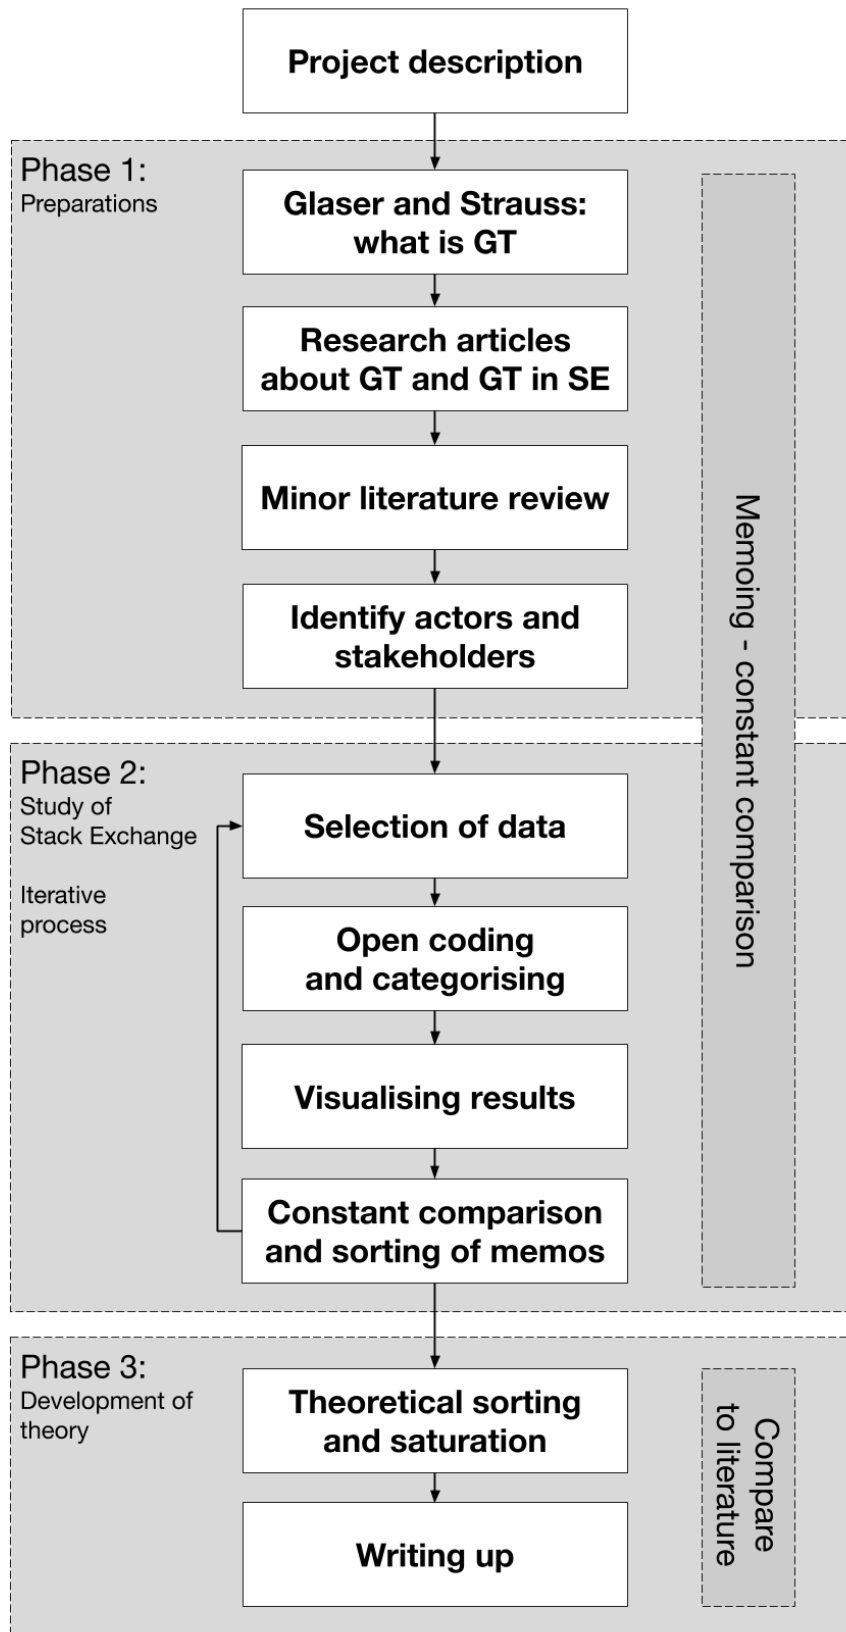 Project description
Phase 1:
Preparations
Glaser and Strauss:
what is GT
Research articles
about GT and GT in SE
Minor literature review
Identify actors and
stakeholders
Memoing - constant comparison
Phase 2:
Study of
Stack Exchange
Iterative
process
Selection of data
Open coding
and categorising
Visualising results
Constant comparison
and sorting of memos
Phase 3:
Development of
theory
Theoretical sorting
and saturation
Writing up
Compare
to literature